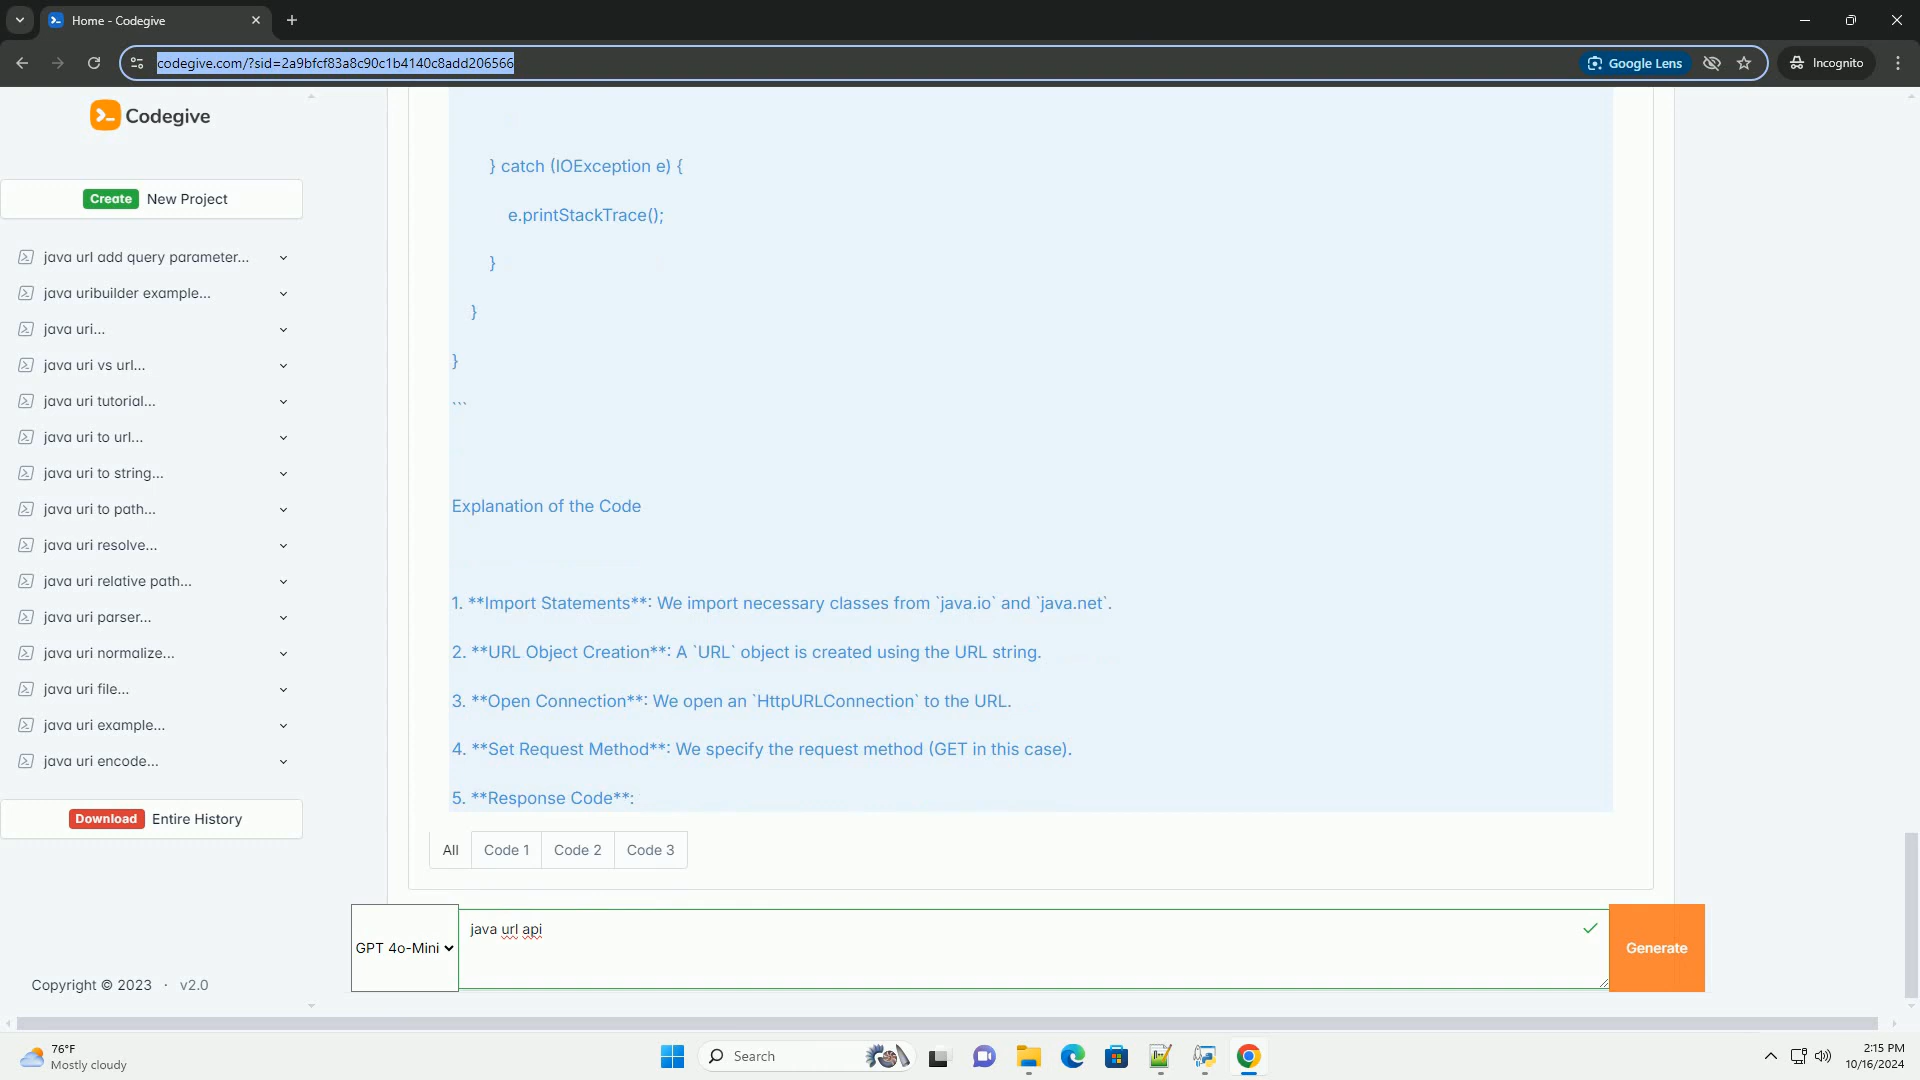 Home - Codegive
codegive.com/?sid=2a9bfcf83a8c90c1b4140c8add206566
Google Lens
Incognito
Codegive
Create New Project
java url add query parameter...
java uribuilder example...
java uri...
java uri vs url...
java uri tutorial...
java uri to url...
java uri to string...
java uri to path...
java uri resolve...
java uri relative path...
java uri parser...
java uri normalize...
java uri file...
java uri example...
java uri encode...
Download Entire History
Copyright © 2023 · v2.0
} catch (IOException e) {
e.printStackTrace();
}
}
}
```
Explanation of the Code
1. **Import Statements**: We import necessary classes from `java.io` and `java.net`.
2. **URL Object Creation**: A `URL` object is created using the URL string.
3. **Open Connection**: We open an `HttpURLConnection` to the URL.
4. **Set Request Method**: We specify the request method (GET in this case).
5. **Response Code**:
All Code 1 Code 2 Code 3
GPT 4o-Mini
java url api
Generate
76°F
Mostly cloudy
Search
2:15 PM
10/16/2024